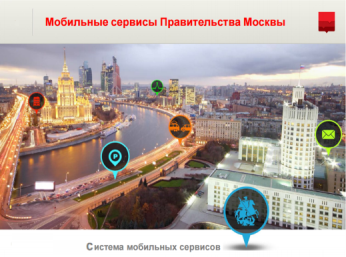 Мобильные сервисы Правительства Москвы
P
Система мобильных сервисов